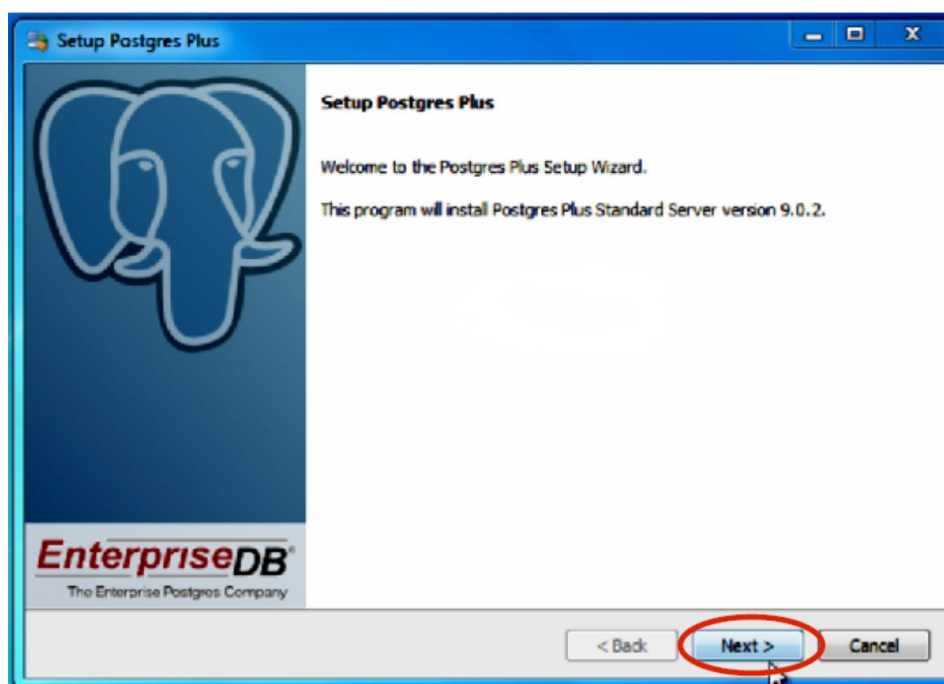 Setup Postgres Plus
Setup Postgres Plus
Welcome to the Postgres Plus Setup Wizard.
This program will install Postgres Plus Standard Server version 9.0.2.
EnterpriseDB
The Enterprise Postgres Company
< Back Next > Cancel